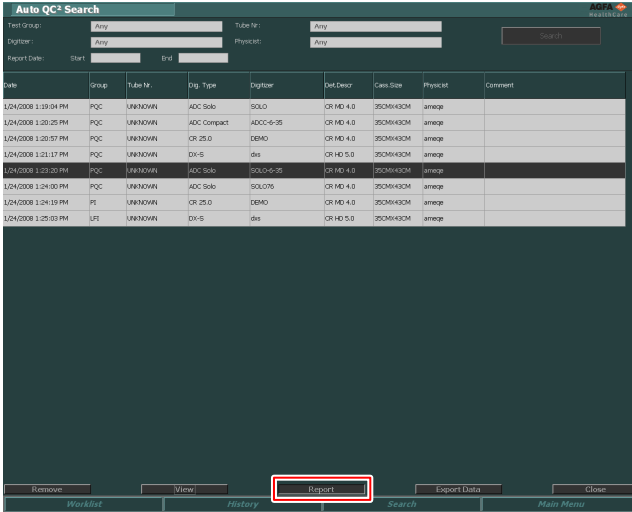 Auto QC² Search
AGFA
HealthCare
Test Group: Any Tube Nr: Any
Digitizer: Any Physicist: Any
Search
Report Date: Start End
Date Group Tube Nr. Dig. Type Digitizer Det.Descr Cass.Size Physicist Comment
1/24/2008 1:19:04 PM PQC UNKNOWN ADC Solo SOLO CR MD 4.0 35CMX43CM ameqe
1/24/2008 1:20:25 PM PQC UNKNOWN ADC Compact ADCC-6-35 CR MD 4.0 35CMX43CM ameqe
1/24/2008 1:20:57 PM PQC UNKNOWN CR 25.0 DEMO CR MD 4.0 35CMX43CM ameqe
1/24/2008 1:21:17 PM PQC UNKNOWN DX-S dxs CR HD 5.0 35CMX43CM ameqe
1/24/2008 1:23:20 PM PQC UNKNOWN ADC Solo SOLO-6-35 CR MD 4.0 35CMX43CM ameqe
1/24/2008 1:24:00 PM PQC UNKNOWN ADC Solo SOLO76 CR MD 4.0 35CMX43CM ameqe
1/24/2008 1:24:19 PM PI UNKNOWN CR 25.0 DEMO CR MD 4.0 35CMX43CM ameqe
1/24/2008 1:25:03 PM LFI UNKNOWN DX-S dxs CR HD 5.0 35CMX43CM ameqe
Remove View Report Export Data Close
Worklist History Search Main Menu